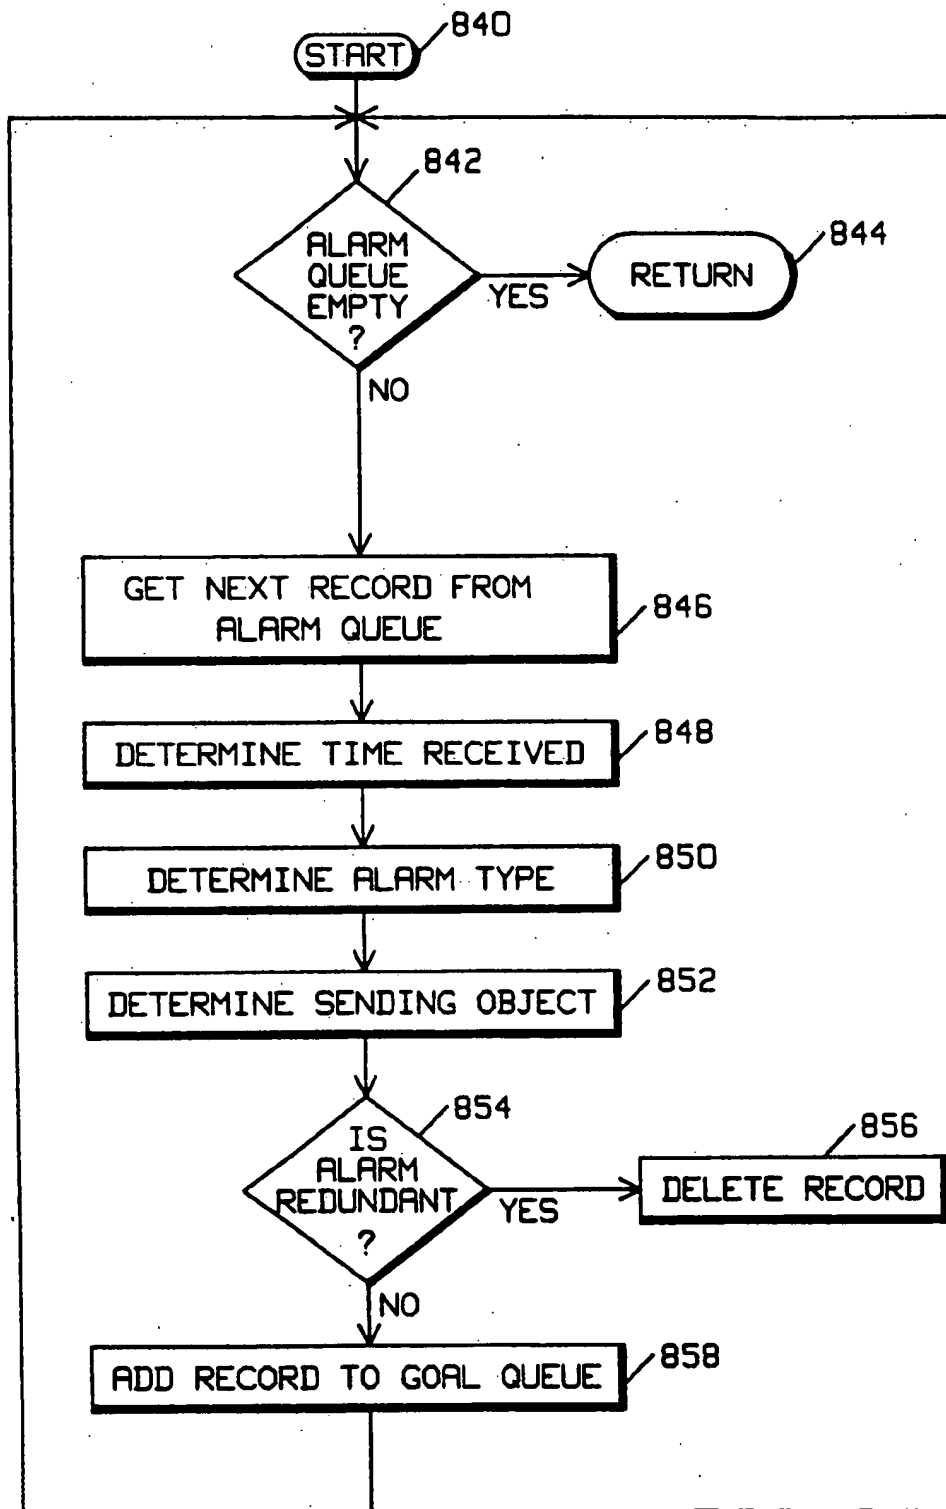 START
840
842
ALARM
QUEUE
EMPTY
?
YES
RETURN
844
NO
GET NEXT RECORD FROM
ALARM QUEUE
846
DETERMINE TIME RECEIVED
848
DETERMINE ALARM TYPE
850
DETERMINE SENDING OBJECT
852
854
IS
ALARM
REDUNDANT
?
YES
856
DELETE RECORD
NO
ADD RECORD TO GOAL QUEUE
858